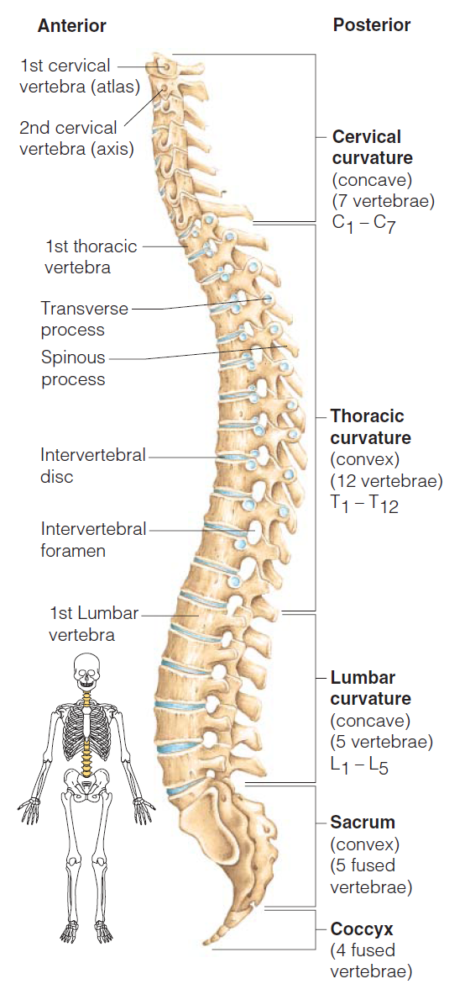 Anterior
Posterior
1st cervical
vertebra (atlas)
2nd cervical
vertebra (axis)
Cervical
curvature
(concave)
(7 vertebrae)
C1 – C7
1st thoracic
vertebra
Transverse
process
Spinous
process
Thoracic
curvature
(convex)
(12 vertebrae)
T1 – T12
Intervertebral
disc
Intervertebral
foramen
1st Lumbar
vertebra
Lumbar
curvature
(concave)
(5 vertebrae)
L1 – L5
Sacrum
(convex)
(5 fused
vertebrae)
Coccyx
(4 fused
vertebrae)